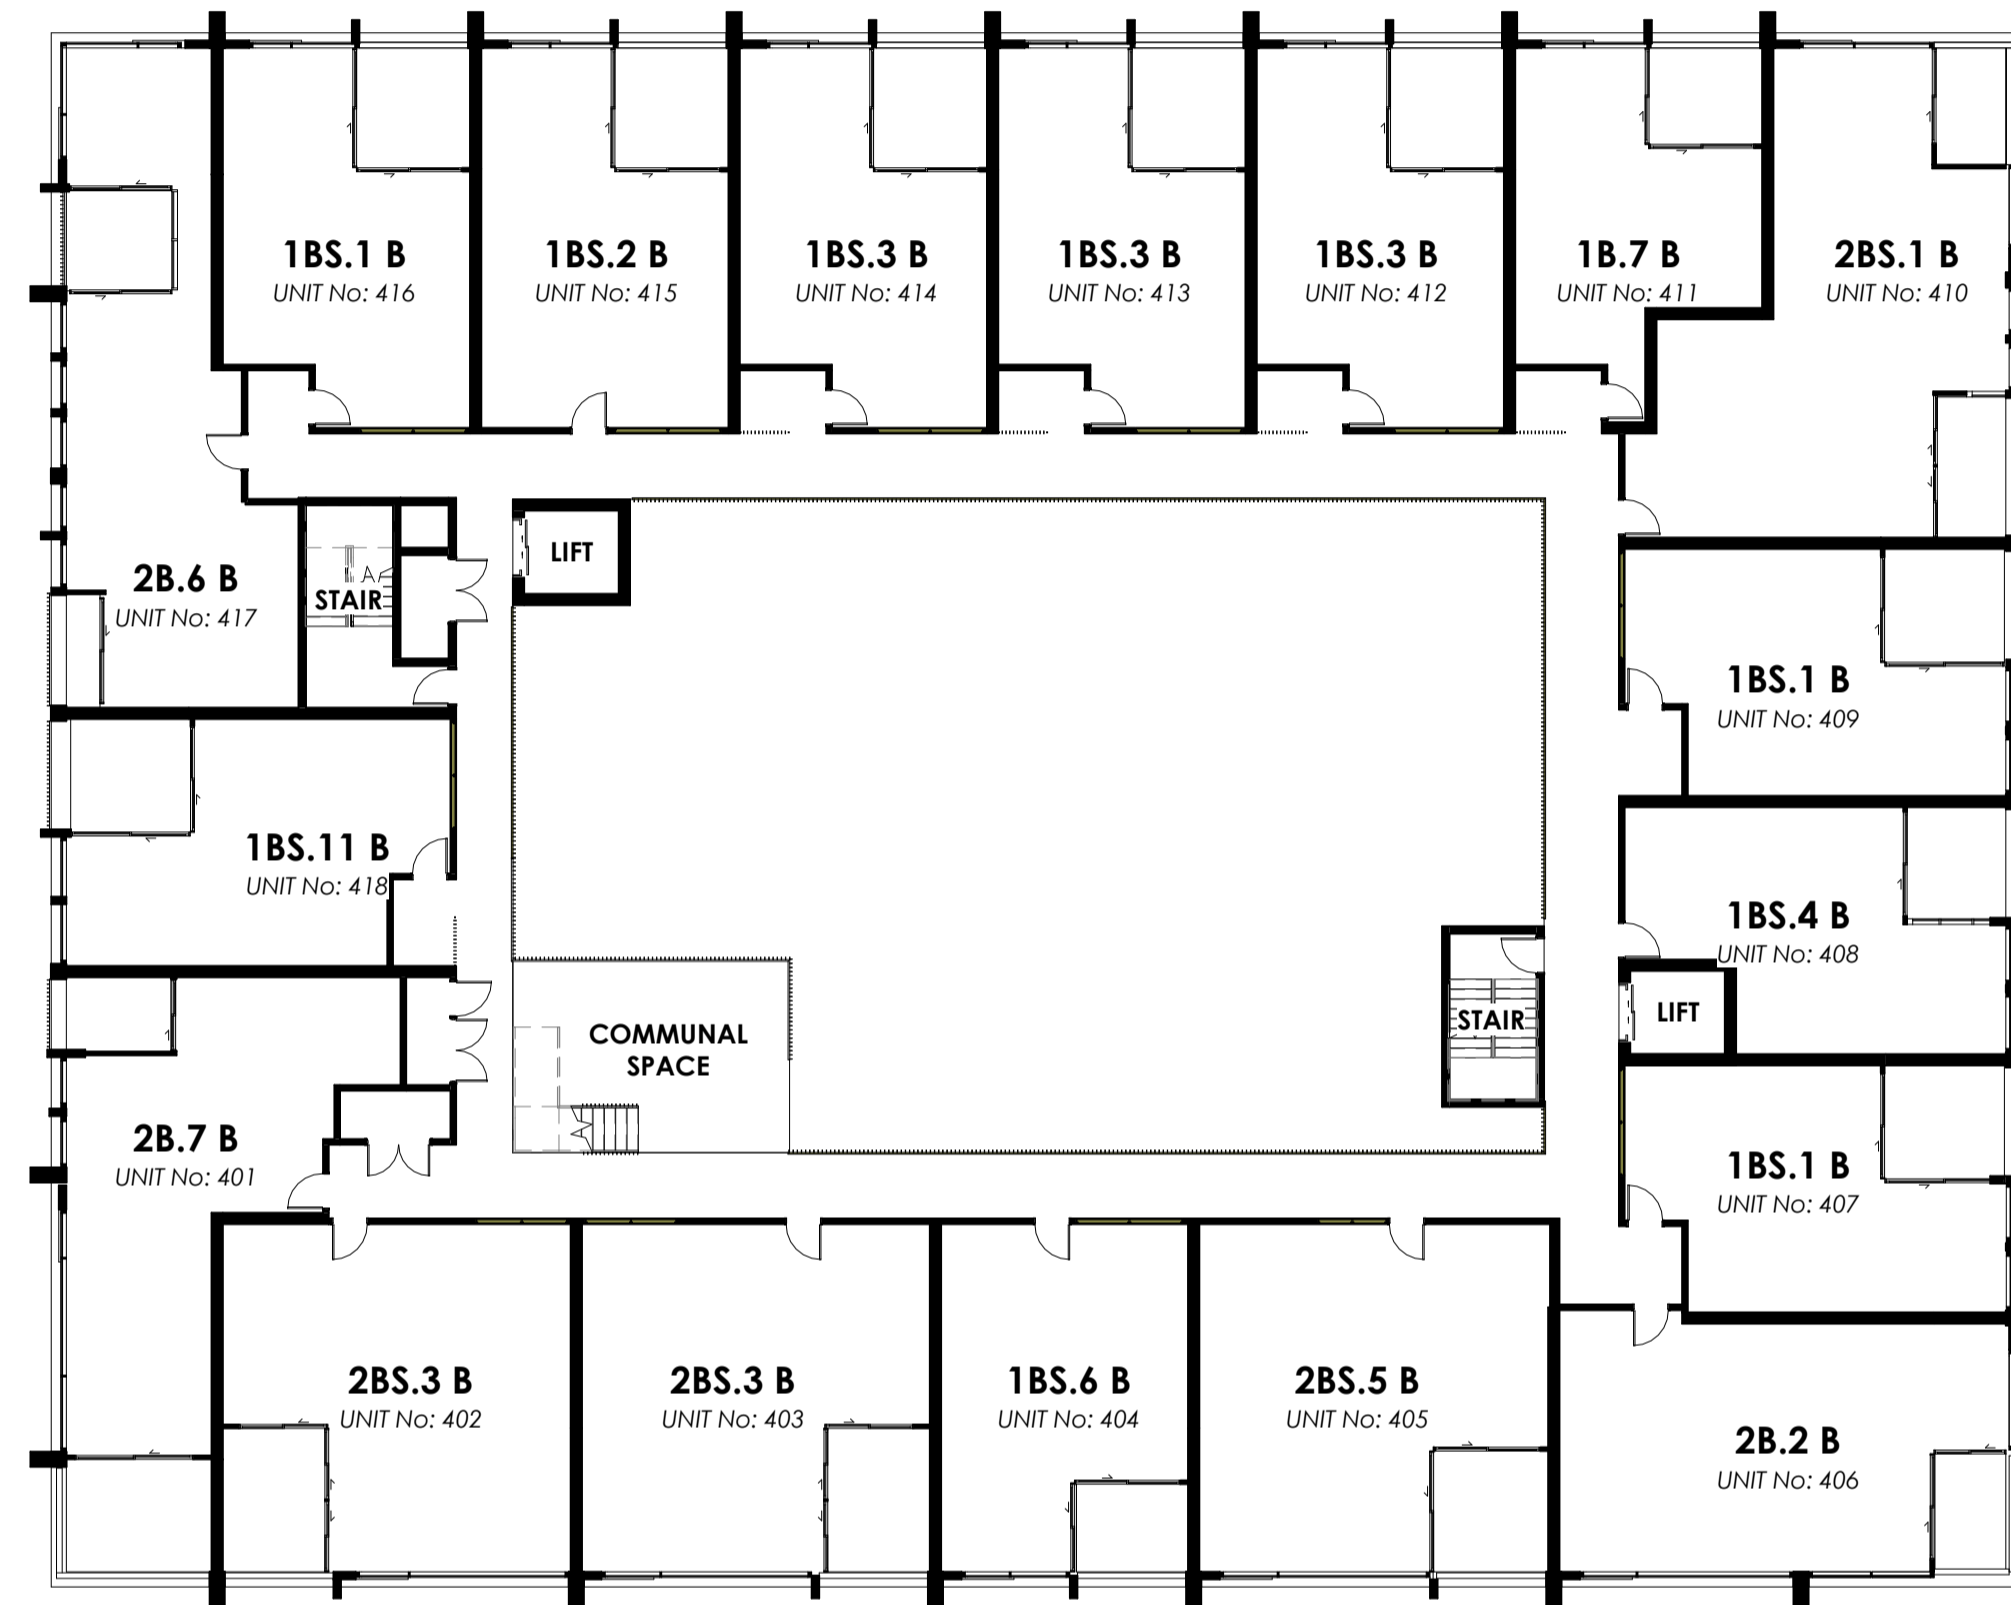 1BS.1 B
UNIT No: 416
1BS.2 B
UNIT No: 415
1BS.3 B
UNIT No: 414
1BS.3 B
UNIT No: 413
1BS.3 B
UNIT No: 412
1B.7 B
UNIT No: 411
2BS.1 B
UNIT No: 410
LIFT
2B.6 B
UNIT No: 417
STAIR
1BS.1 B
UNIT No: 409
1BS.11 B
UNIT No: 418
1BS.4 B
UNIT No: 408
LIFT
STAIR
COMMUNAL
SPACE
2B.7 B
UNIT No: 401
1BS.1 B
UNIT No: 407
2BS.3 B
UNIT No: 402
2BS.3 B
UNIT No: 403
1BS.6 B
UNIT No: 404
2BS.5 B
UNIT No: 405
2B.2 B
UNIT No: 406